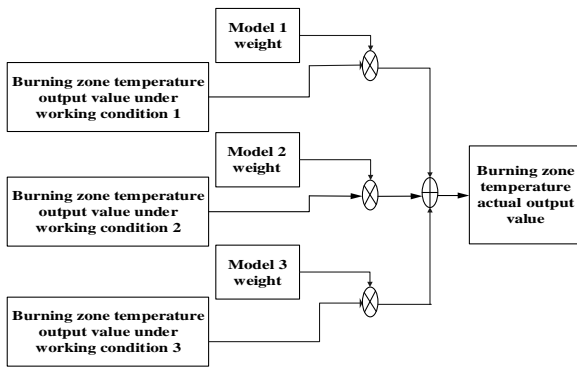 Model 1
weight
Burning zone temperature
output value under
working condition 1
Model 2
weight
Burning zone temperature
output value under
working condition 2
Model 3
weight
Burning zone temperature
output value under
working condition 3
Burning zone
temperature
actual output
value